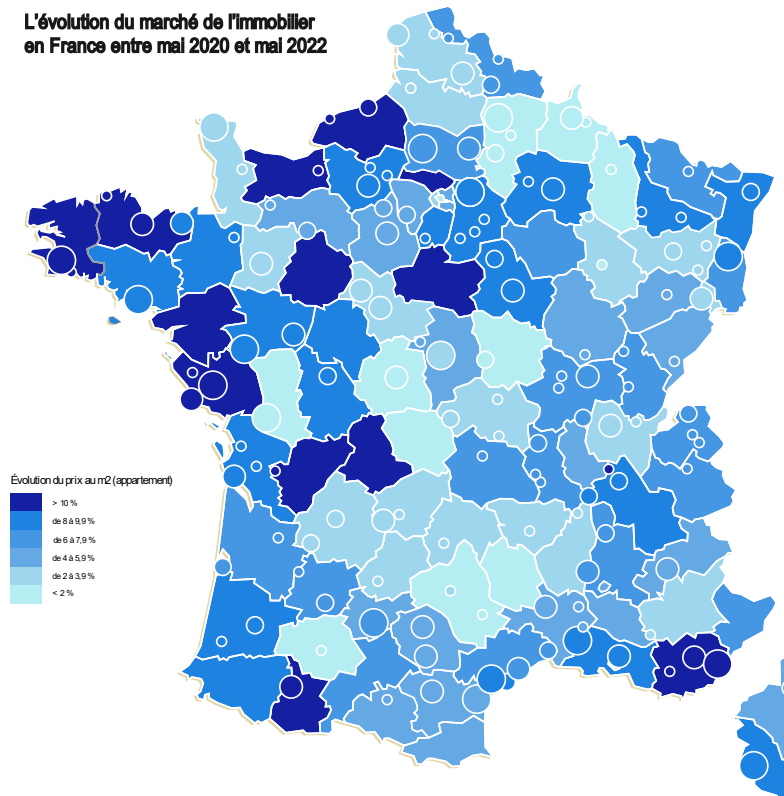 L'évolution du marché de l'immobilier
en France entre mai 2020 et mai 2022
Évolution du prix au m2 (appartement)
> 10 %
de 8 à 9,9 %
de 6 à 7,9 %
de 4 à 5,9 %
de 2 à 3,9 %
< 2 %